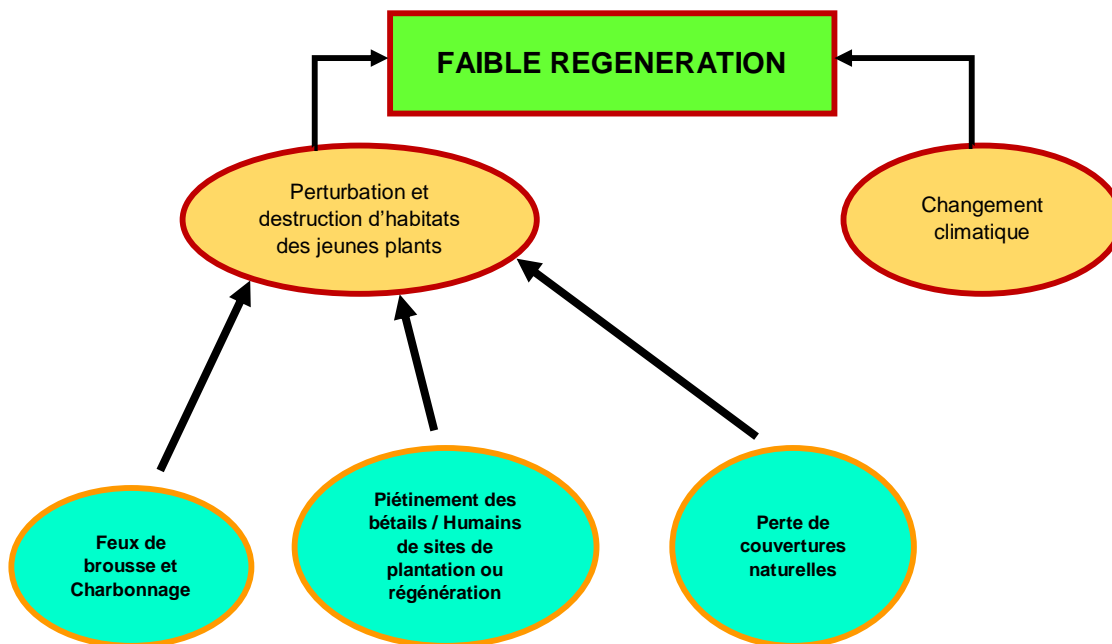 FAIBLE REGENERATION
Perturbation et
destruction d’habitats
des jeunes plants
Changement
climatique
Feux de
brousse et
Charbonnage
Piétinement des
bétails / Humains
de sites de
plantation ou
régénération
Perte de
couvertures
naturelles